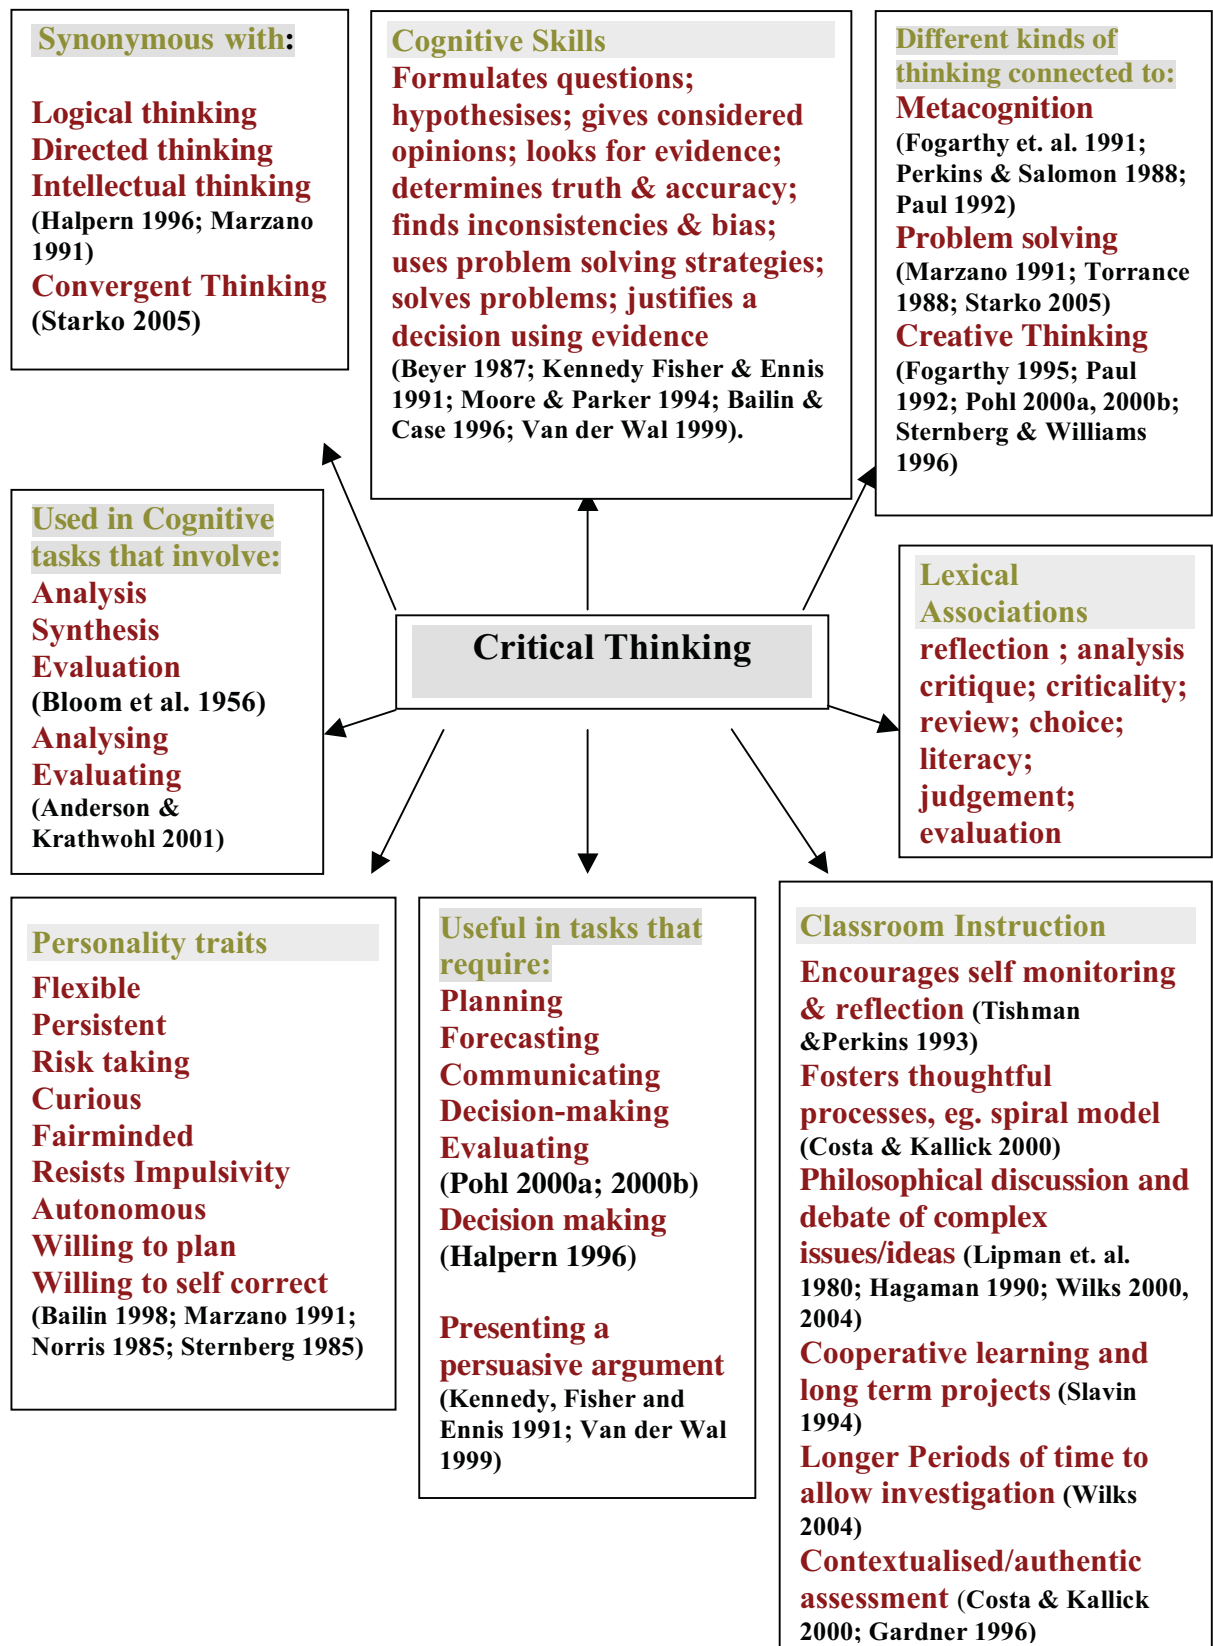 Synonymous with:
Logical thinking
Directed thinking
Intellectual thinking
(Halpern 1996; Marzano
1991)
Convergent Thinking
(Starko 2005)
Cognitive Skills
Formulates questions;
hypothesises; gives considered
opinions; looks for evidence;
determines truth & accuracy;
finds inconsistencies & bias;
uses problem solving strategies;
solves problems; justifies a
decision using evidence
(Beyer 1987; Kennedy Fisher & Ennis
1991; Moore & Parker 1994; Bailin &
Case 1996; Van der Wal 1999).
Different kinds of
thinking connected to:
Metacognition
(Fogarthy et. al. 1991;
Perkins & Salomon 1988;
Paul 1992)
Problem solving
(Marzano 1991; Torrance
1988; Starko 2005)
Creative Thinking
(Fogarthy 1995; Paul
1992; Pohl 2000a, 2000b;
Sternberg & Williams
1996)
Used in Cognitive
tasks that involve:
Analysis
Synthesis
Evaluation
(Bloom et al. 1956)
Analysing
Evaluating
(Anderson &
Krathwohl 2001)
Critical Thinking
Lexical
Associations
reflection ; analysis
critique; criticality;
review; choice;
literacy;
judgement;
evaluation
Personality traits
Flexible
Persistent
Risk taking
Curious
Fairminded
Resists Impulsivity
Autonomous
Willing to plan
Willing to self correct
(Bailin 1998; Marzano 1991;
Norris 1985; Sternberg 1985)
Useful in tasks that
require:
Planning
Forecasting
Communicating
Decision-making
Evaluating
(Pohl 2000a; 2000b)
Decision making
(Halpern 1996)
Presenting a
persuasive argument
(Kennedy, Fisher and
Ennis 1991; Van der Wal
1999)
Classroom Instruction
Encourages self monitoring
& reflection (Tishman
&Perkins 1993)
Fosters thoughtful
processes, eg. spiral model
(Costa & Kallick 2000)
Philosophical discussion and
debate of complex
issues/ideas (Lipman et. al.
1980; Hagaman 1990; Wilks 2000,
2004)
Cooperative learning and
long term projects (Slavin
1994)
Longer Periods of time to
allow investigation (Wilks
2004)
Contextualised/authentic
assessment (Costa & Kallick
2000; Gardner 1996)